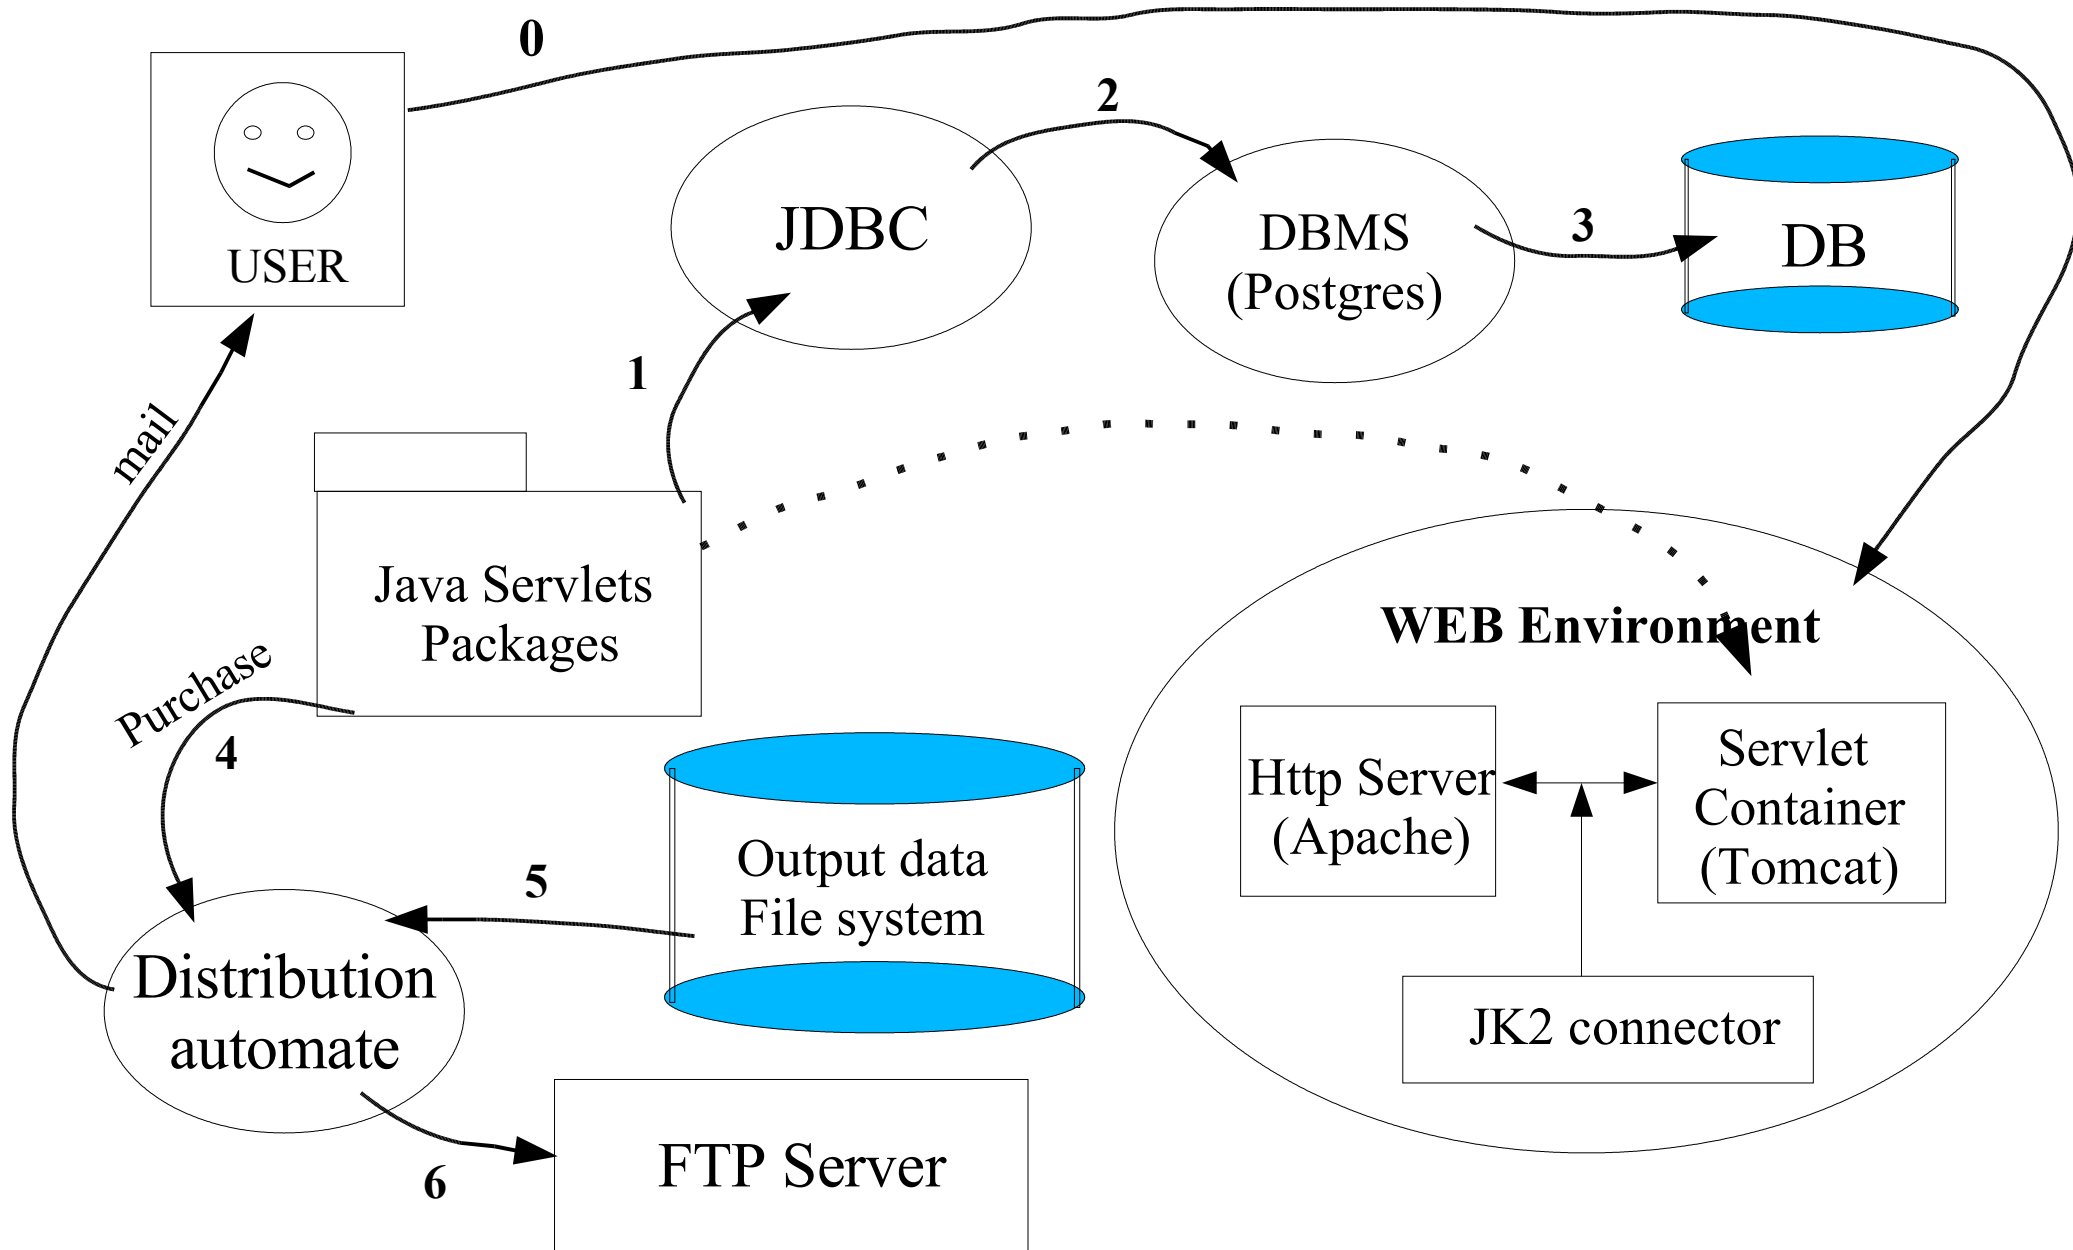 0
USER
JDBC
2
DBMS
(Postgres)
3
DB
1
mail
Java Servlets
Packages
Purchase
4
WEB Environment
Http Server
(Apache)
Servlet
Container
(Tomcat)
JK2 connector
Output data
File system
5
Distribution
automate
6
FTP Server